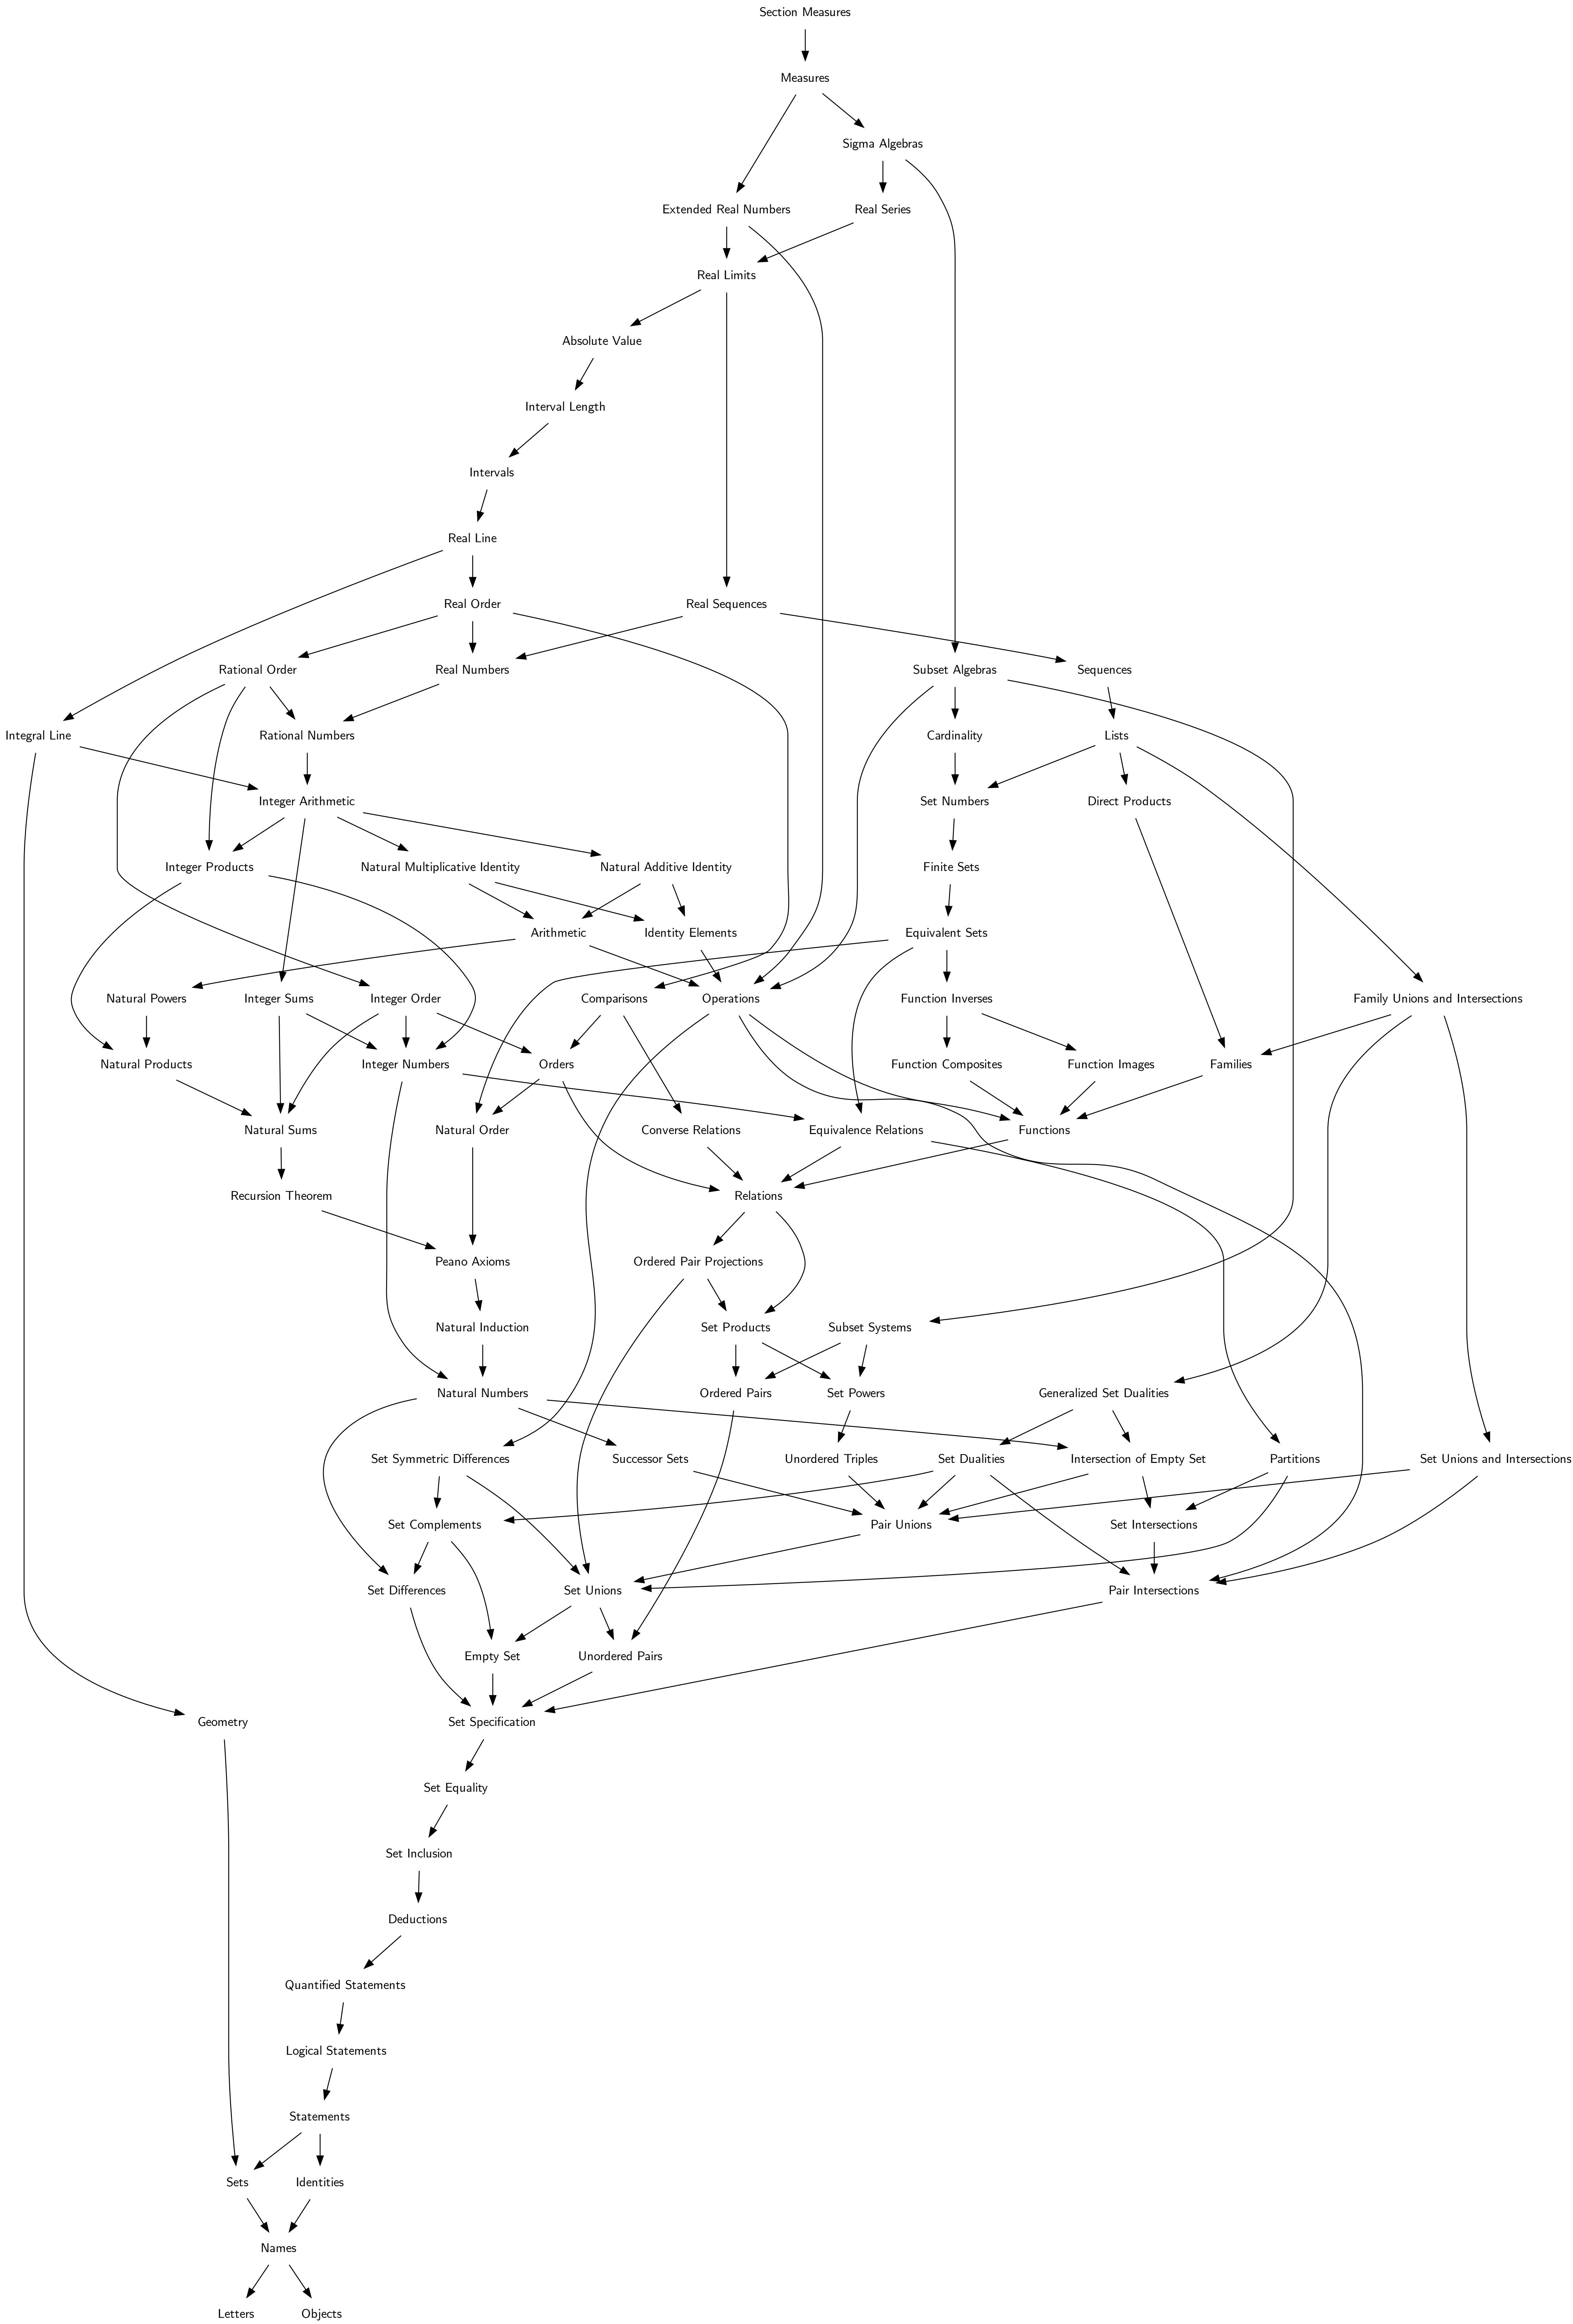 Section Measures
Measures
Sigma Algebras
Extended Real Numbers
Real Series
Real Limits
Absolute Value
Interval Length
Intervals
Real Line
Real Order
Real Sequences
Rational Order
Real Numbers
Subset Algebras
Sequences
Integral Line
Rational Numbers
Cardinality
Lists
Integer Arithmetic
Set Numbers
Direct Products
Integer Products
Natural Multiplicative Identity
Natural Additive Identity
Finite Sets
Arithmetic
Identity Elements
Equivalent Sets
Natural Powers
Integer Sums
Integer Order
Comparisons
Operations
Function Inverses
Family Unions and Intersections
Natural Products
Integer Numbers
Orders
Function Composites
Function Images
Families
Natural Sums
Natural Order
Converse Relations
Equivalence Relations
Functions
Recursion Theorem
Relations
Peano Axioms
Ordered Pair Projections
Natural Induction
Set Products
Subset Systems
Natural Numbers
Ordered Pairs
Set Powers
Generalized Set Dualities
Set Symmetric Differences
Successor Sets
Unordered Triples
Set Dualities
Intersection of Empty Set
Partitions
Set Unions and Intersections
Set Complements
Pair Unions
Set Intersections
Set Differences
Set Unions
Pair Intersections
Empty Set
Unordered Pairs
Geometry
Set Specification
Set Equality
Set Inclusion
Deductions
Quantified Statements
Logical Statements
Statements
Sets
Identities
Names
Letters
Objects